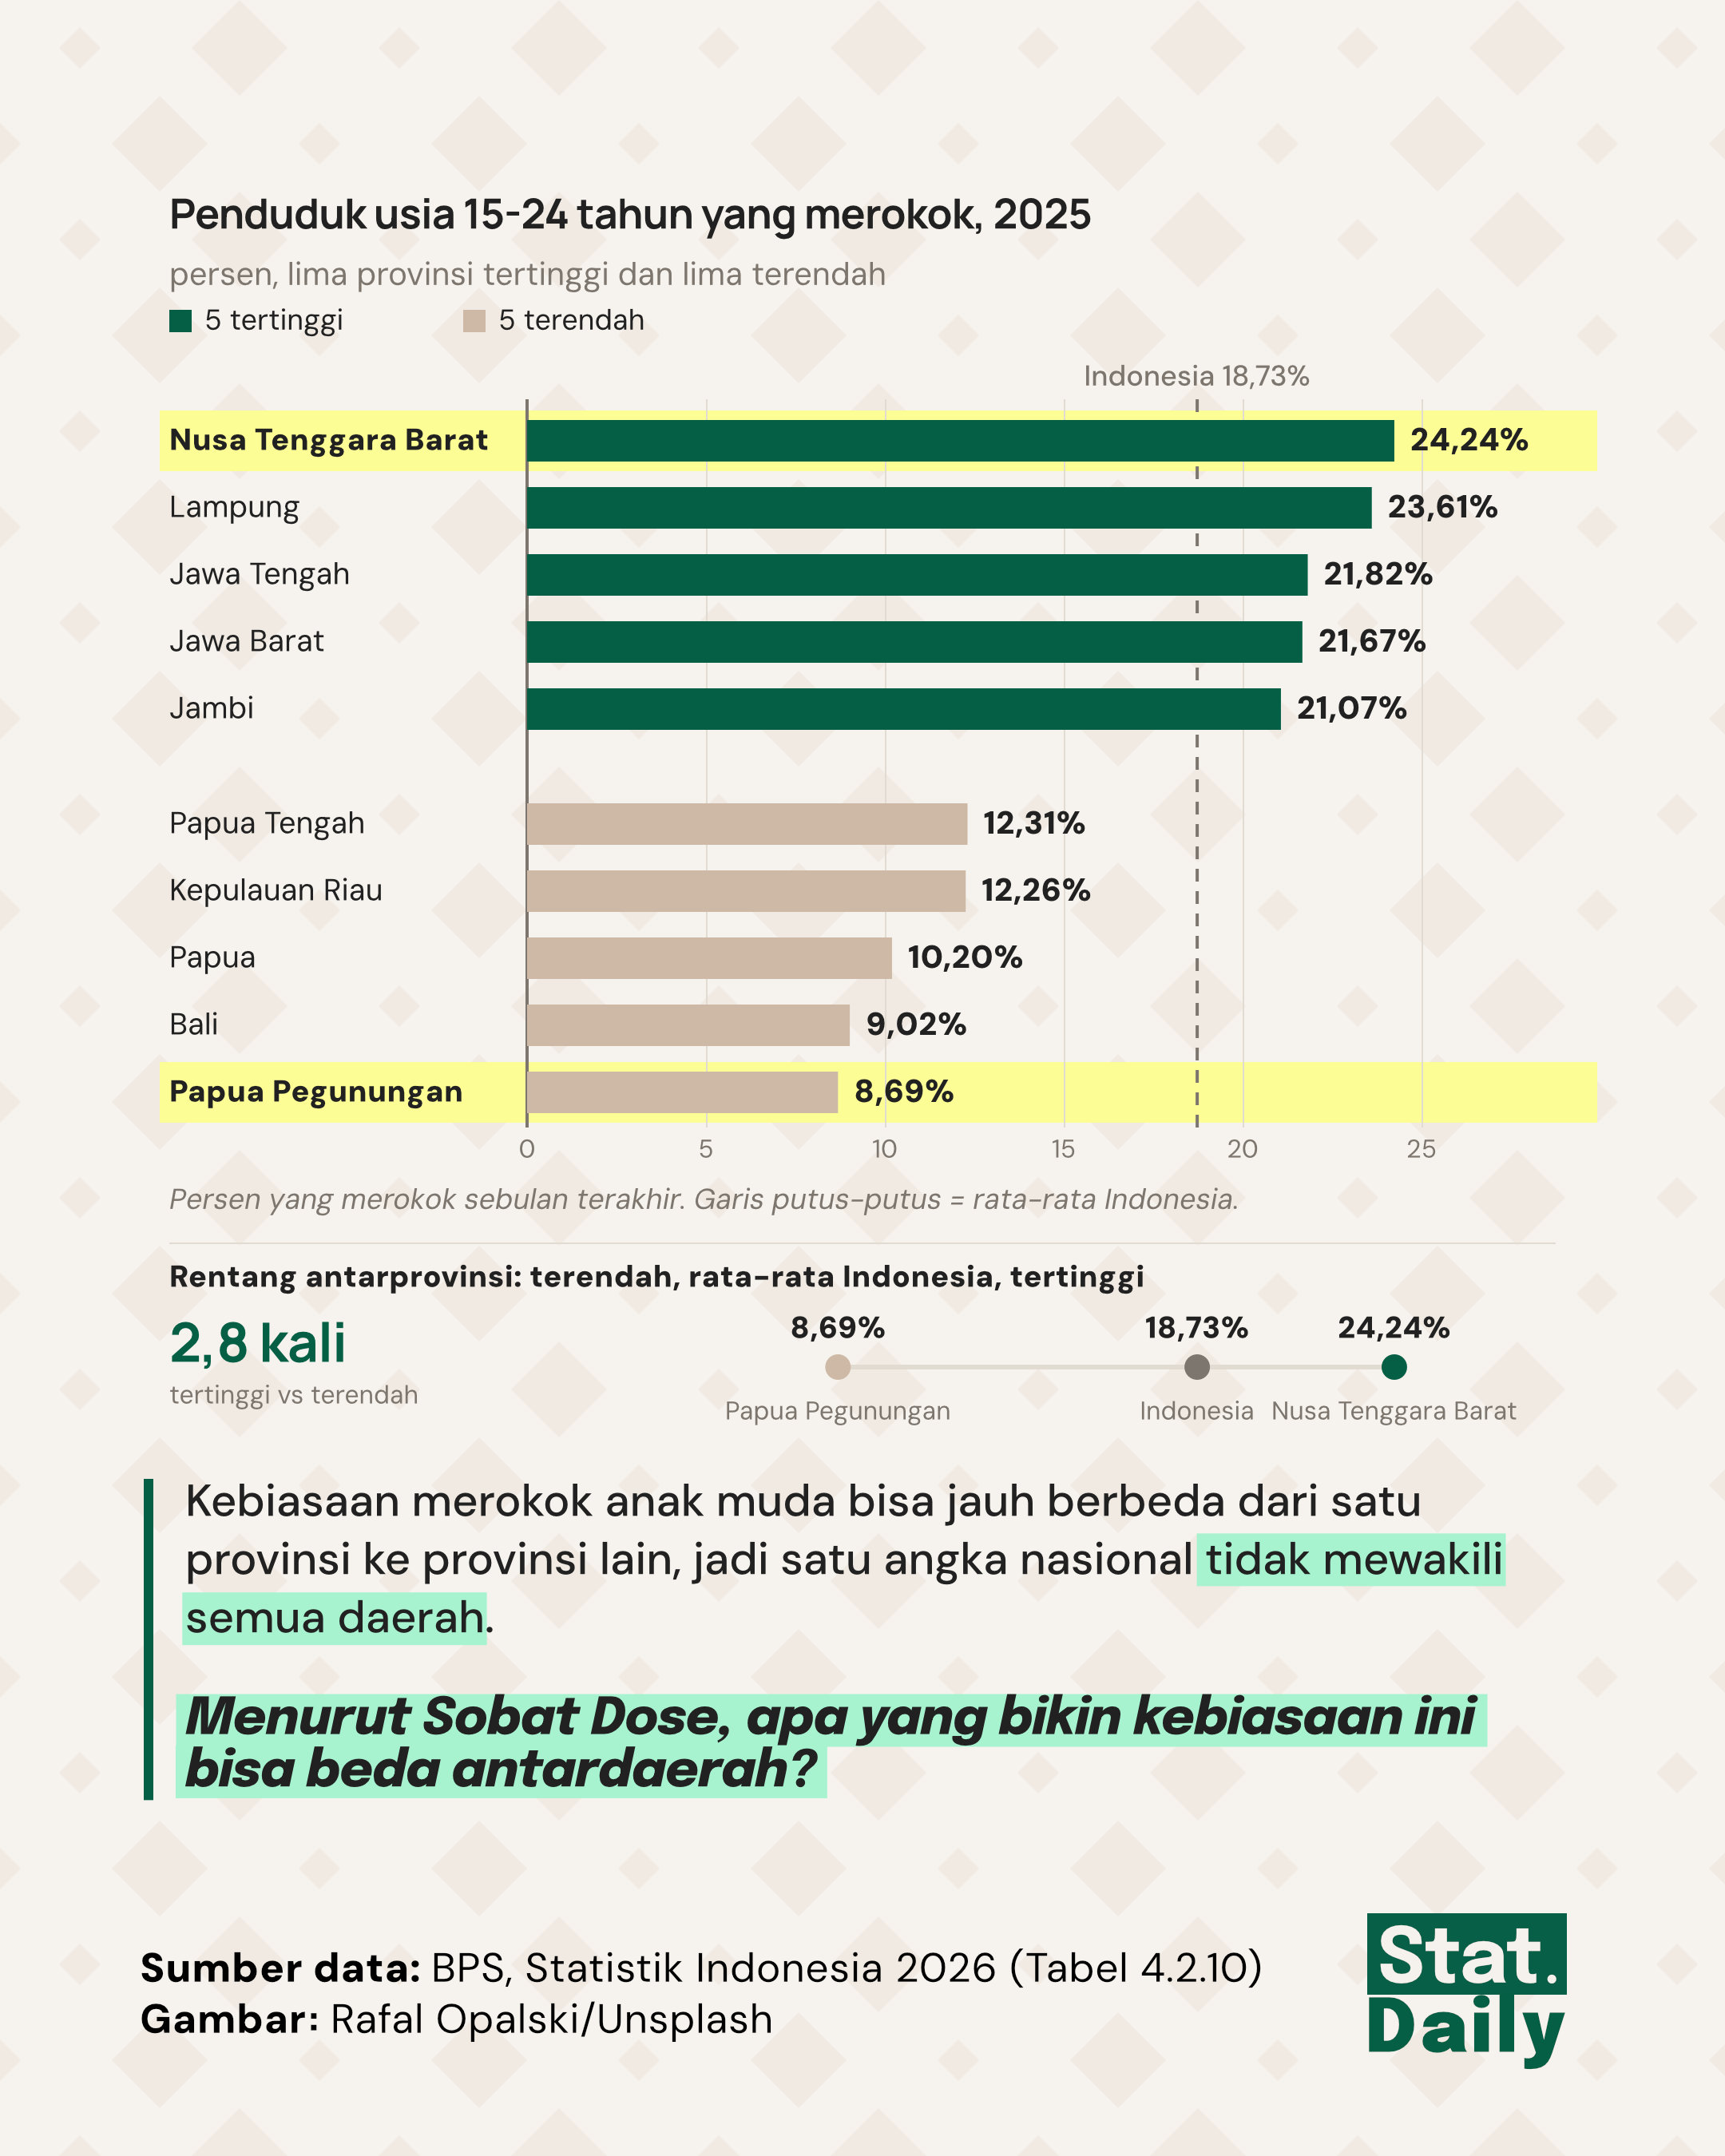 Penduduk usia 15-24 tahun yang merokok, 2025
persen, lima provinsi tertinggi dan lima terendah
5 tertinggi 5 terendah
Indonesia 18,73%
Nusa Tenggara Barat 24,24%
Lampung 23,61%
Jawa Tengah 21,82%
Jawa Barat 21,67%
Jambi 21,07%
Papua Tengah 12,31%
Kepulauan Riau 12,26%
Papua 10,20%
Bali 9,02%
Papua Pegunungan 8,69%
0 5 10 15 20 25
Persen yang merokok sebulan terakhir. Garis putus-putus = rata-rata Indonesia.
Rentang antarprovinsi: terendah, rata-rata Indonesia, tertinggi
2,8 kali
tertinggi vs terendah
8,69% 18,73% 24,24%
Papua Pegunungan Indonesia Nusa Tenggara Barat
Kebiasaan merokok anak muda bisa jauh berbeda dari satu
provinsi ke provinsi lain, jadi satu angka nasional tidak mewakili
semua daerah.
Menurut Sobat Dose, apa yang bikin kebiasaan ini
bisa beda antardaerah?
Sumber data: BPS, Statistik Indonesia 2026 (Tabel 4.2.10)
Gambar: Rafal Opalski/Unsplash
Stat.
Daily